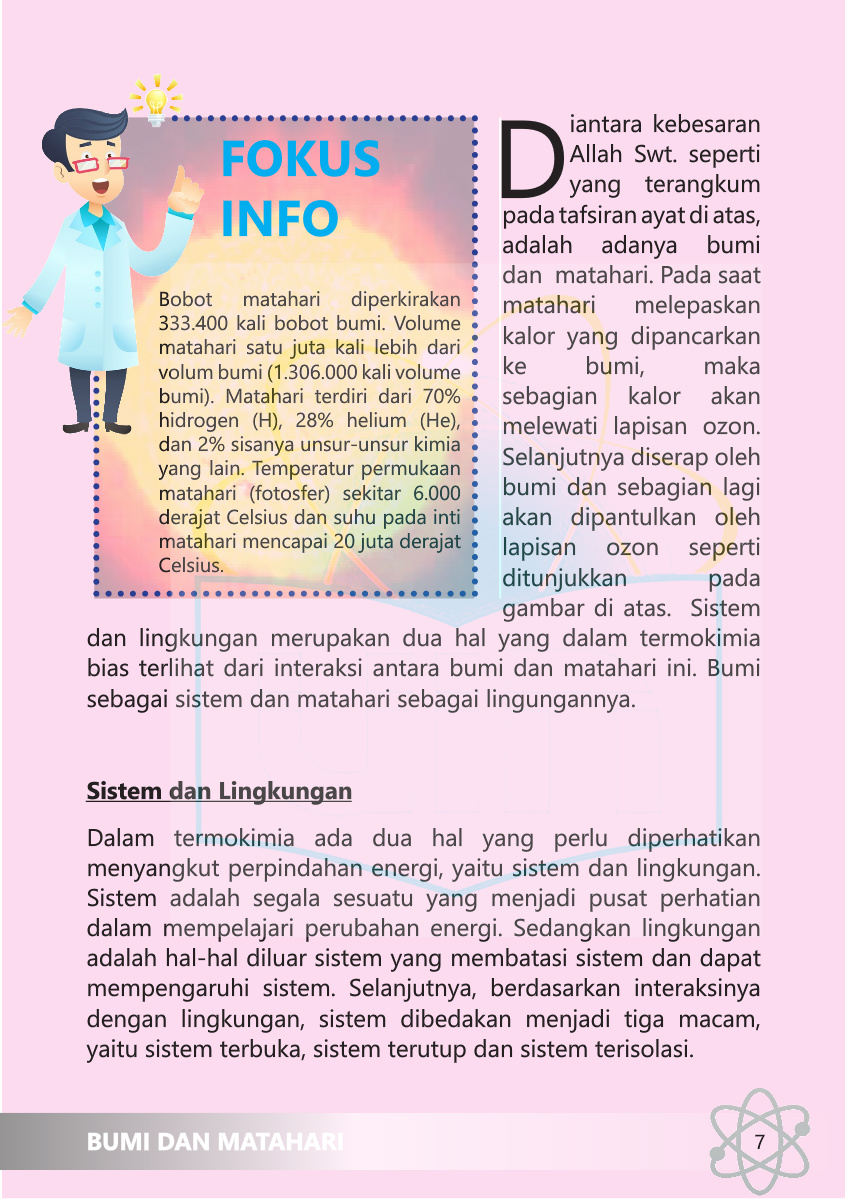 FOKUS
INFO
Bobot matahari diperkirakan
333.400 kali bobot bumi. Volume
matahari satu juta kali lebih dari
volum bumi (1.306.000 kali volume
bumi). Matahari terdiri dari 70%
hidrogen (H), 28% helium (He),
dan 2% sisanya unsur-unsur kimia
yang lain. Temperatur permukaan
matahari (fotosfer) sekitar 6.000
derajat Celsius dan suhu pada inti
matahari mencapai 20 juta derajat
Celsius.
Diantara kebesaran
Allah Swt. seperti
yang terangkum
pada tafsiran ayat di atas,
adalah adanya bumi
dan matahari. Pada saat
matahari melepaskan
kalor yang dipancarkan
ke bumi, maka
sebagian kalor akan
melewati lapisan ozon.
Selanjutnya diserap oleh
bumi dan sebagian lagi
akan dipantulkan oleh
lapisan ozon seperti
ditunjukkan pada
gambar di atas. Sistem
dan lingkungan merupakan dua hal yang dalam termokimia
bias terlihat dari interaksi antara bumi dan matahari ini. Bumi
sebagai sistem dan matahari sebagai lingungannya.
Sistem dan Lingkungan
Dalam termokimia ada dua hal yang perlu diperhatikan
menyangkut perpindahan energi, yaitu sistem dan lingkungan.
Sistem adalah segala sesuatu yang menjadi pusat perhatian
dalam mempelajari perubahan energi. Sedangkan lingkungan
adalah hal-hal diluar sistem yang membatasi sistem dan dapat
mempengaruhi sistem. Selanjutnya, berdasarkan interaksinya
dengan lingkungan, sistem dibedakan menjadi tiga macam,
yaitu sistem terbuka, sistem terutup dan sistem terisolasi.
BUMI DAN MATAHARI
7